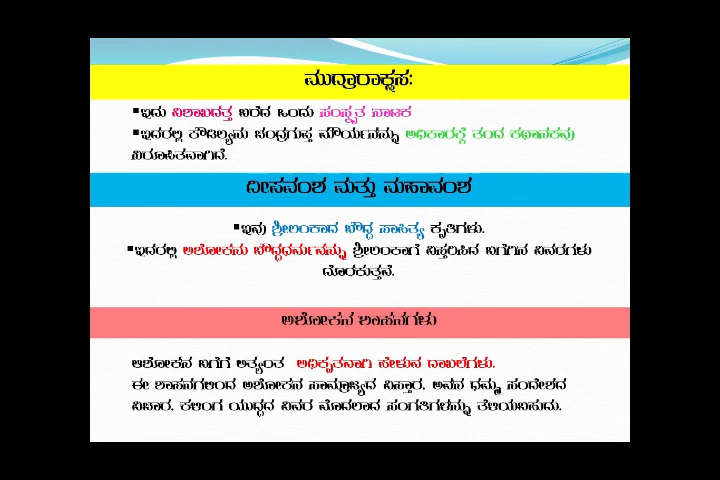 ಮುದ್ರಾರಾಕ್ಷಸ:
▪ಇದು ವಿಶಾಖದತ್ತ ಬರೆದ ಒಂದು ಸಂಸ್ಕೃತ ನಾಟಕ
▪ಇದರಲ್ಲಿ ಕೌಟಿಲ್ಯನು ಚಂದ್ರಗುಪ್ತ ಮೌರ್ಯನನ್ನು ಅಧಿಕಾರಕ್ಕೆ ತಂದ ಕಥಾನಕವು
ನಿರೂಪಿತವಾಗಿದೆ.
ದೀಪವಂಶ ಮತ್ತು ಮಹಾವಂಶ
▪ಇವು ಶ್ರೀಲಂಕಾದ ಬೌದ್ಧ ಸಾಹಿತ್ಯ ಕೃತಿಗಳು.
▪ಇದರಲ್ಲಿ ಅಶೋಕನು ಬೌದ್ಧಧರ್ಮವನ್ನು ಶ್ರೀಲಂಕಾಗೆ ವಿಸ್ತರಿಸಿದ ಬಗೆಗಿನ ವಿವರಗಳು
ದೊರಕುತ್ತವೆ.
ಅಶೋಕನ ಶಾಸನಗಳು
ಅಶೋಕನ ಬಗೆಗೆ ಅತ್ಯಂತ ಅಧಿಕೃತವಾಗಿ ಹೇಳುವ ದಾಖಲೆಗಳು.
ಈ ಶಾಸನಗಳಿಂದ ಅಶೋಕನ ಸಾಮ್ರಾಜ್ಯದ ವಿಸ್ತಾರ, ಅವನ ಧಮ್ಮ ಸಂದೇಶದ
ವಿಚಾರ, ಕಳಿಂಗ ಯುದ್ಧದ ವಿವರ ಮೊದಲಾದ ಸಂಗತಿಗಳನ್ನು ತಿಳಿಯಬಹುದು.